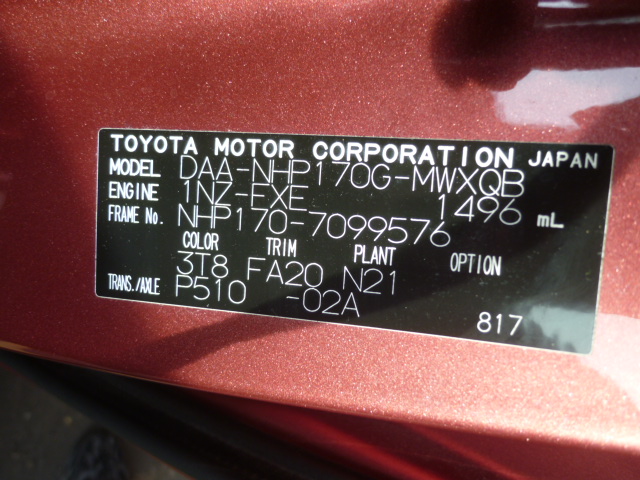 TOYOTA MOTOR CORPORATION JAPAN
MODEL DAA-NHP170G-MWXQB
ENGINE 1NZ-FXE 1496 mL
FRAME No. NHP170-7099576
COLOR TRIM PLANT OPTION
3T8 FA20 N21
TRANS./AXLE P510 -02A
817